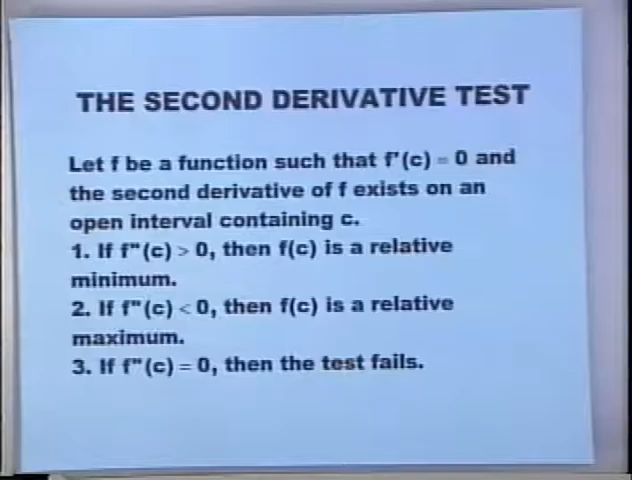 THE SECOND DERIVATIVE TEST
Let f be a function such that f'(c) = 0 and
the second derivative of f exists on an
open interval containing c.
1. If f"(c) > 0, then f(c) is a relative
minimum.
2. If f"(c) < 0, then f(c) is a relative
maximum.
3. If f"(c) = 0, then the test fails.